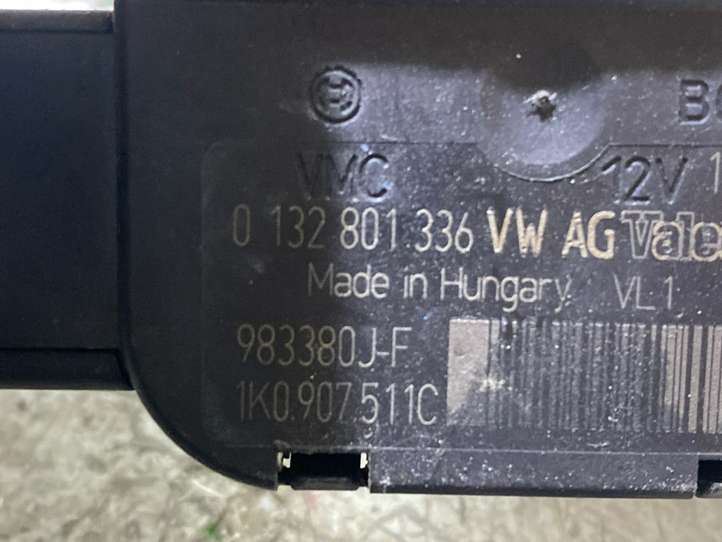 VMC 12V
0 132 801 336 VW AG
Made in Hungary VL1
983380J-F
1K0.907.511C